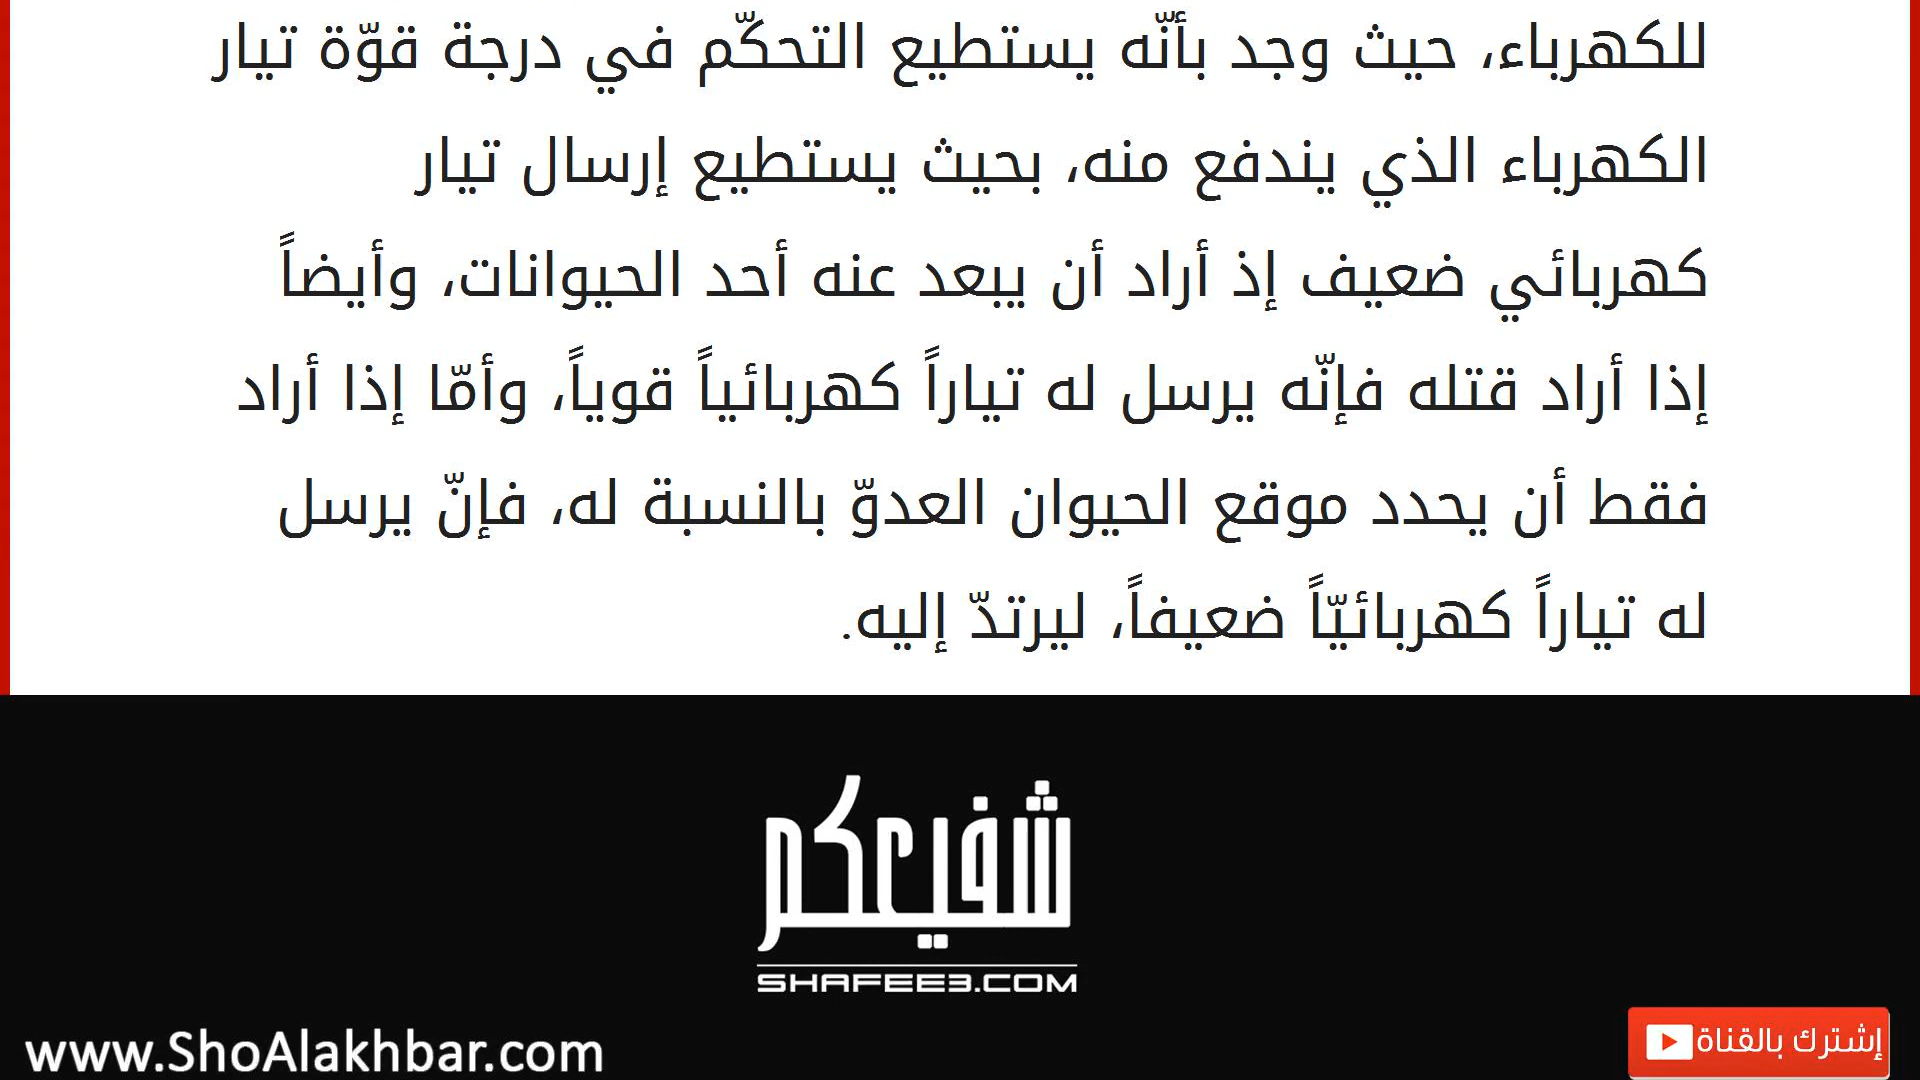 للكهرباء، حيث وجد بأنّه يستطيع التحكّم في درجة قوّة تيار
الكهرباء الذي يندفع منه، بحيث يستطيع إرسال تيار
كهربائي ضعيف إذ أراد أن يبعد عنه أحد الحيوانات، وأيضاً
إذا أراد قتله فإنّه يرسل له تياراً كهربائياً قوياً، وأمّا إذا أراد
فقط أن يحدد موقع الحيوان العدوّ بالنسبة له، فإنّ يرسل
له تياراً كهربائيّاً ضعيفاً، ليرتدّ إليه.
شفيعكم
SHAFEE3.COM
www.ShoAlakhbar.com
إشترك بالقناة